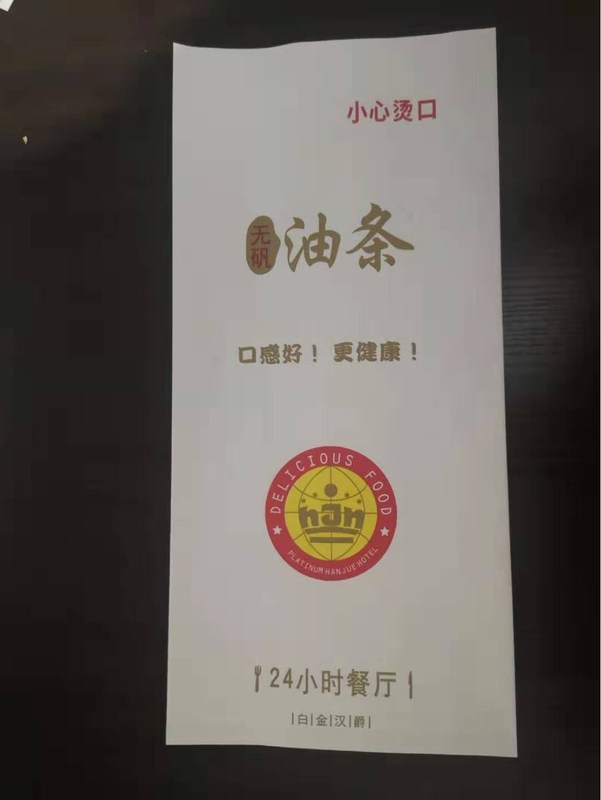 小心烫口
无矾 油条
口感好！ 更健康！
DELICIOUS FOOD
han
PLATINUM HANJUE HOTEL
24小时餐厅
|白|金|汉|爵|